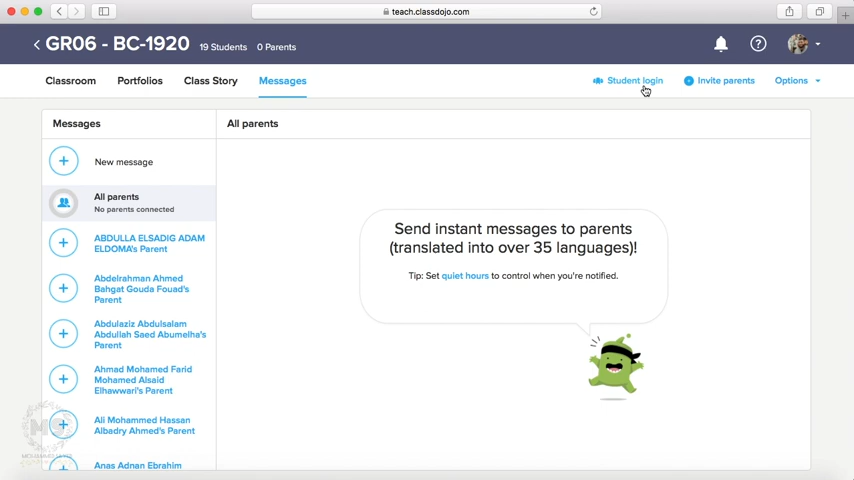 teach.classdojo.com
GR06 - BC-1920 19 Students 0 Parents
Classroom Portfolios Class Story Messages Student login Invite parents Options
Messages
All parents
New message
All parents
No parents connected
ABDULLA ELSADIG ADAM
ELDOMA's Parent
Abdelrahman Ahmed
Bahgat Gouda Fouad's
Parent
Abdulaziz Abdulsalam
Abdullah Saed Abumelha's
Parent
Ahmad Mohamed Farid
Mohamed Alsaid
Elhawwari's Parent
Ali Mohammed Hassan
Albadry Ahmed's Parent
Anas Adnan Ebrahim
Send instant messages to parents
(translated into over 35 languages)!
Tip: Set quiet hours to control when you're notified.